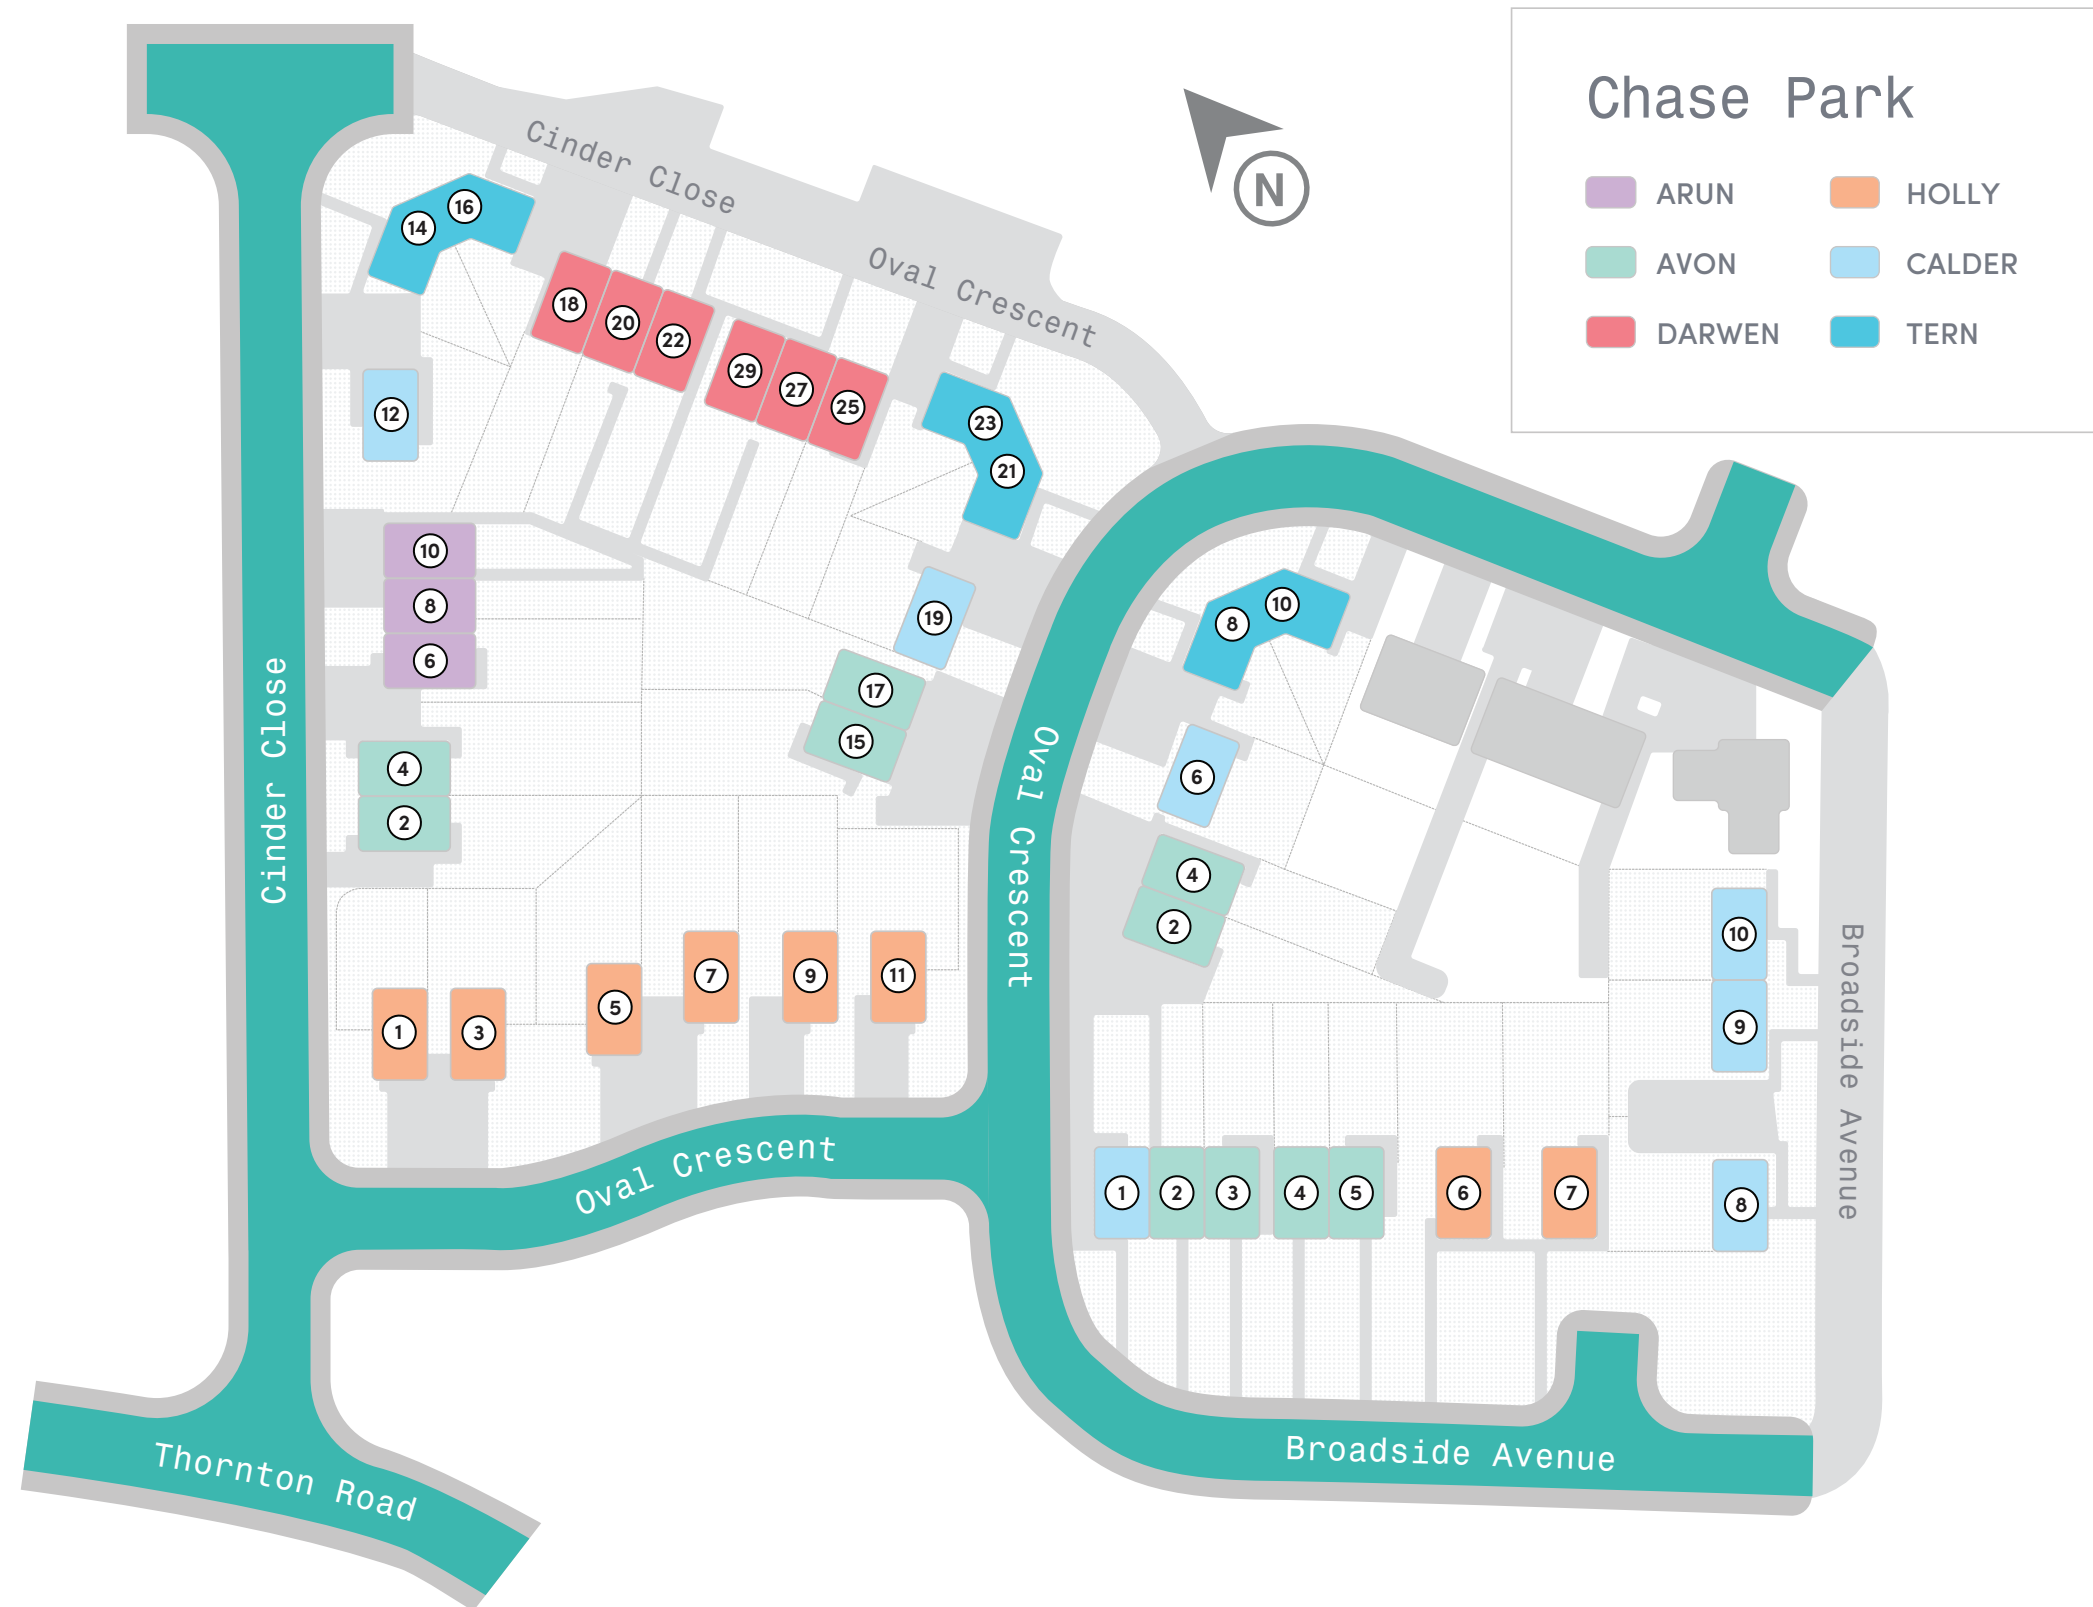 Chase Park
ARUN
HOLLY
AVON
CALDER
DARWEN
TERN
N
Cinder Close
Oval Crescent
16
14
18
20
22
29
27
25
23
21
12
10
8
6
19
17
15
4
2
Cinder Close
1
3
5
7
9
11
Oval Crescent
Oval Crescent
10
8
6
4
2
10
9
8
Broadside Avenue
1
2
3
4
5
6
7
Broadside Avenue
Thornton Road